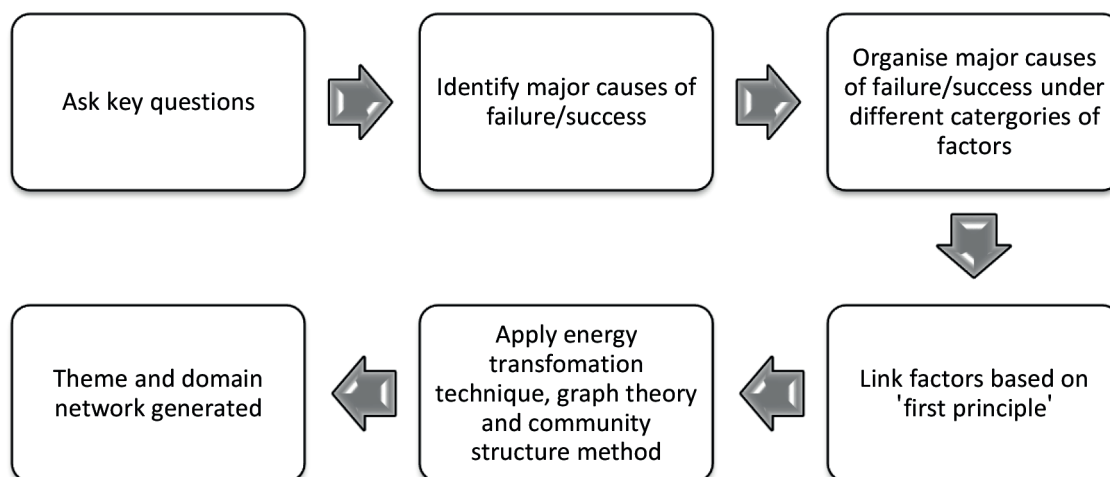 Ask key questions
Identify major causes of
failure/success
Organise major causes
of failure/success under
different catergories of
factors
Link factors based on
'first principle'
Apply energy
transfomation
technique, graph theory
and community
structure method
Theme and domain
network generated